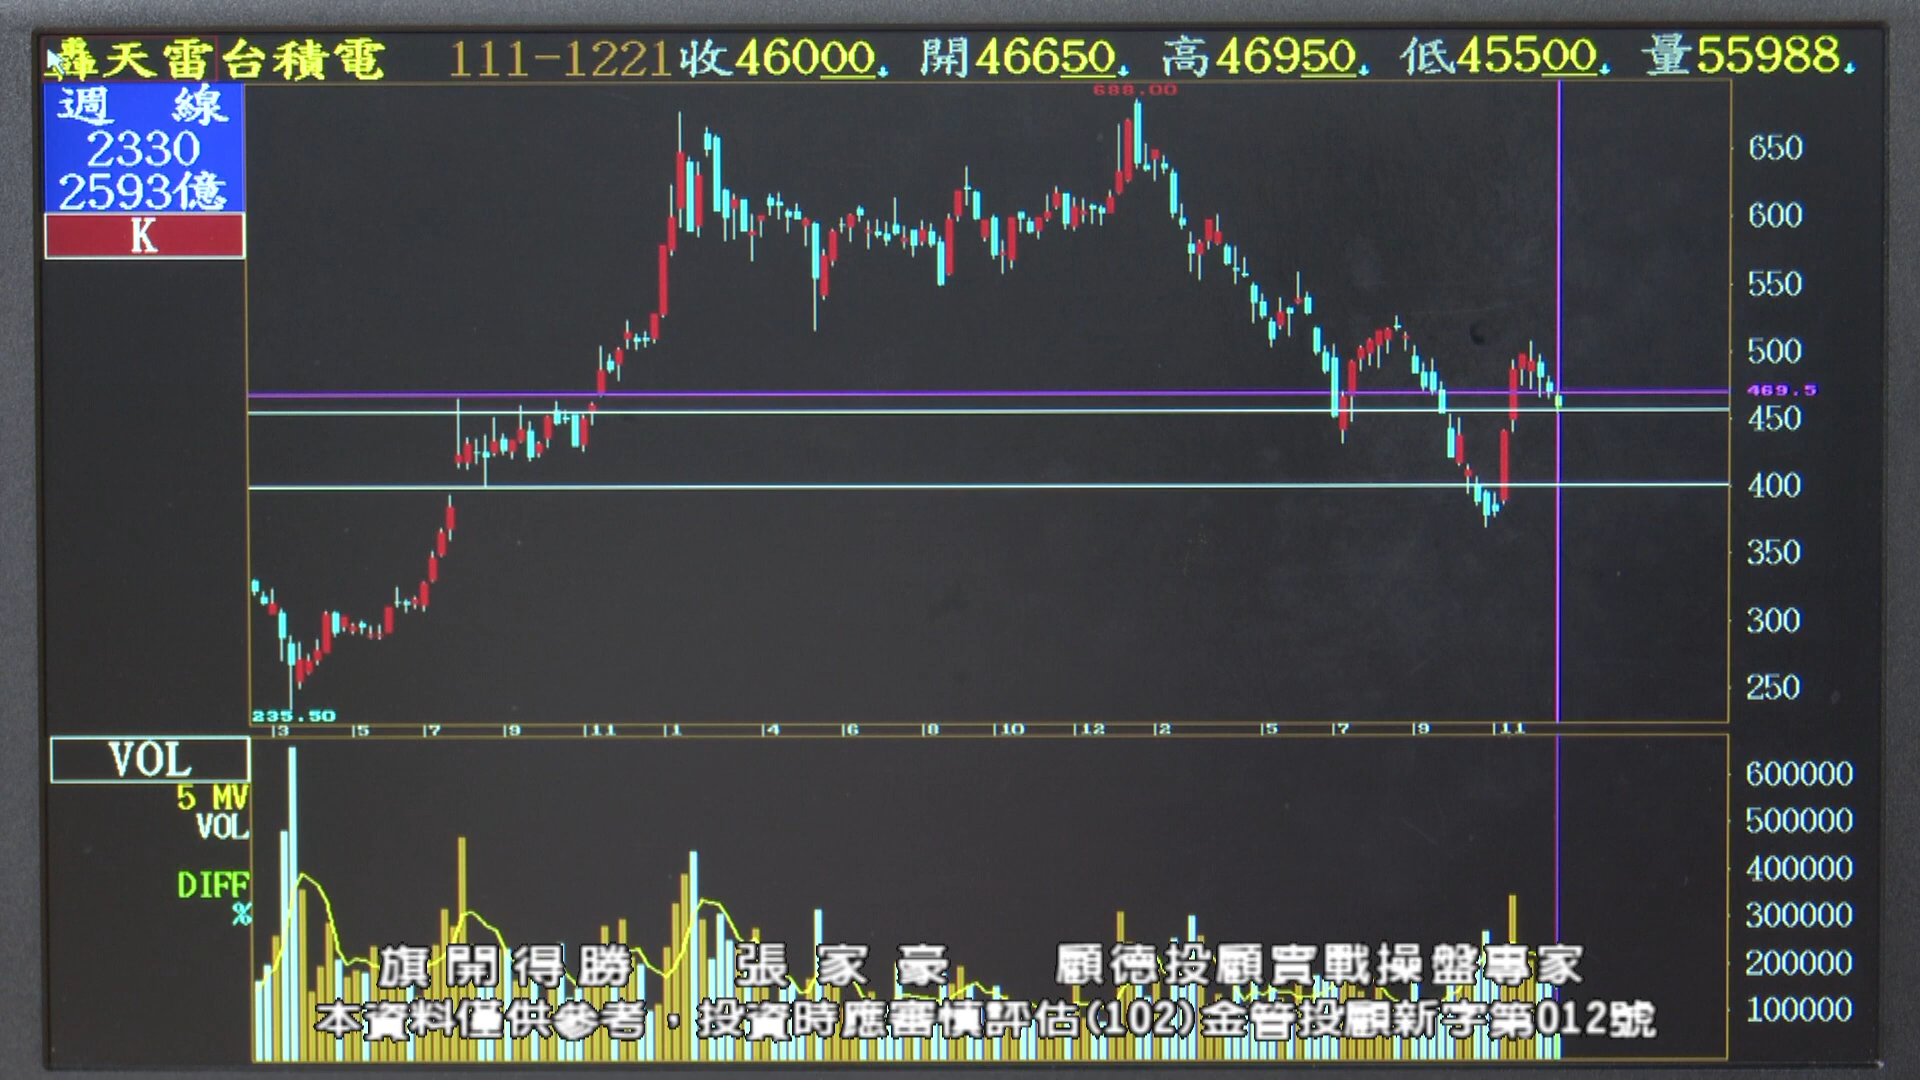 轟天雷台積電 111-1221收46000. 開46650. 高46950. 低45500. 量55988.
週 線
2330
2593億
K
688.00
650
600
550
500
469.5
450
400
350
300
250
235.50
3 5 7 9 11 1 4 6 8 10 12 2 5 7 9 11
VOL
5 MV
VOL
DIFF
%
600000
500000
400000
300000
200000
100000
旗開得勝 張家豪 顧德投顧實戰操盤專家
本資料僅供參考，投資時應審慎評估(102)金管投顧新字第012號